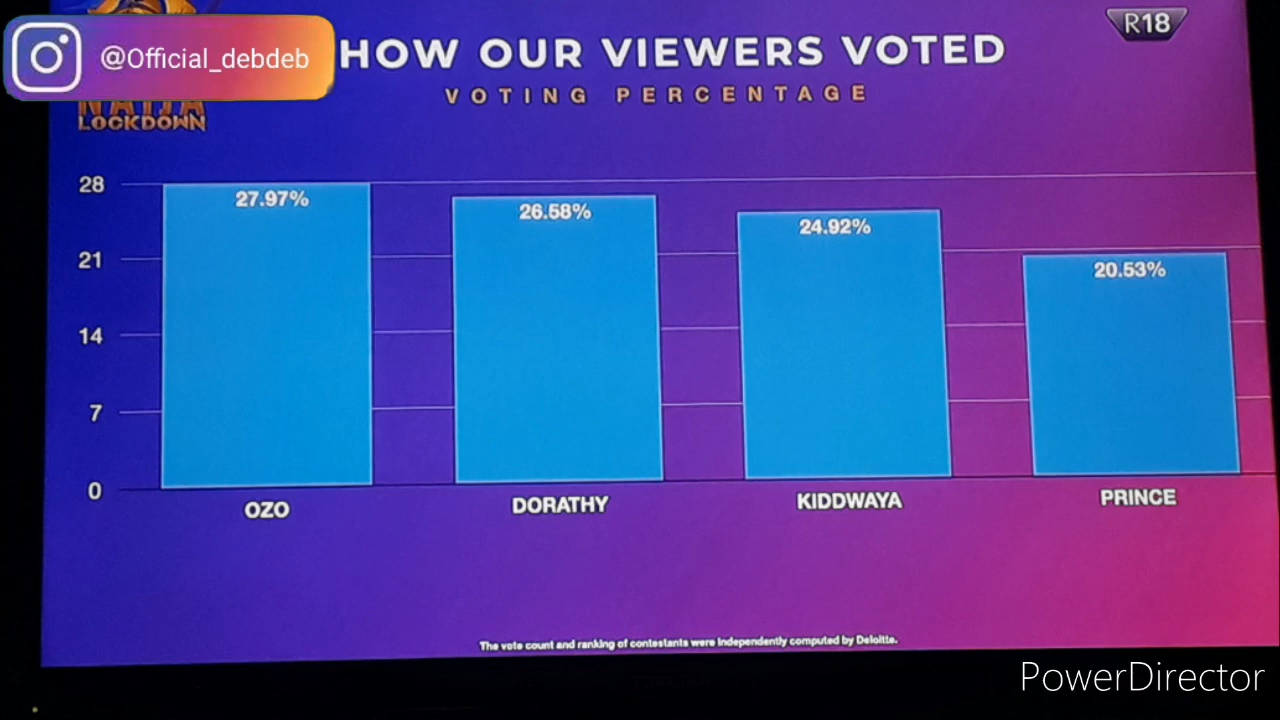 @Official_debdeb
HOW OUR VIEWERS VOTED
R18
VOTING PERCENTAGE
NAIJA
LOCKDOWN
28
21
14
7
0
27.97%
26.58%
24.92%
20.53%
OZO
DORATHY
KIDDWAYA
PRINCE
The vote count and ranking of contestants were independently computed by Deloitte.
PowerDirector